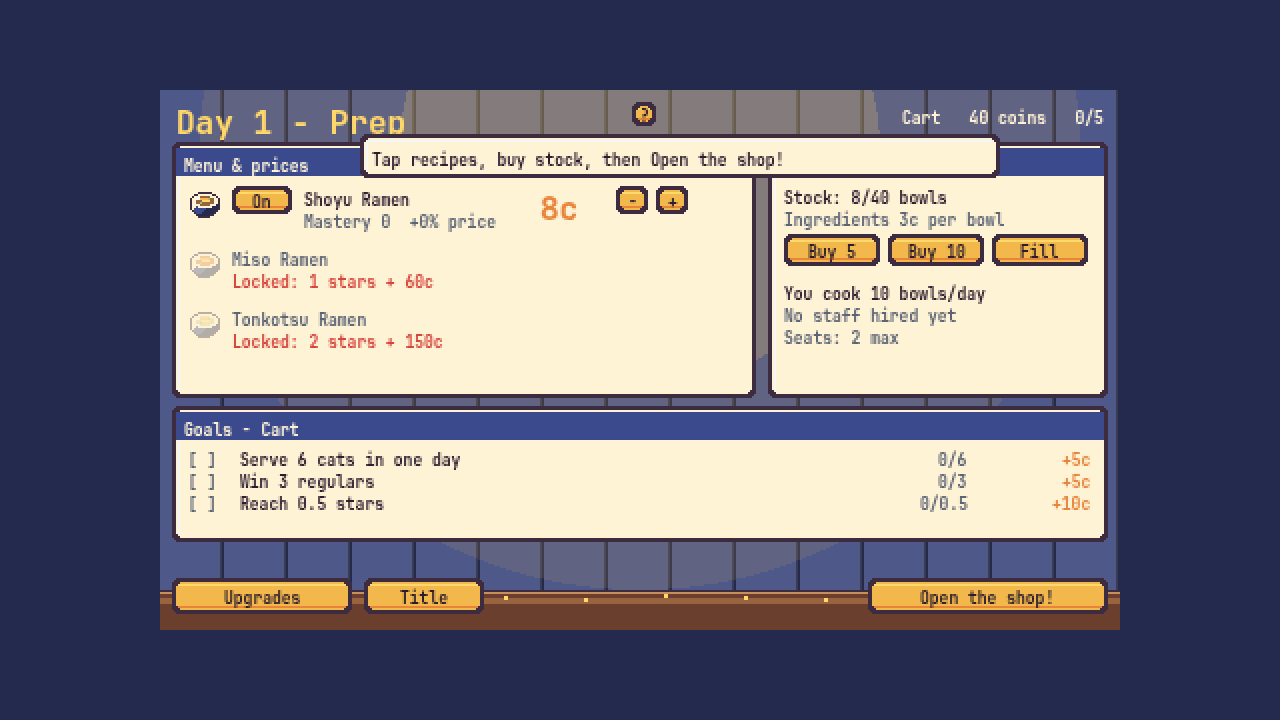 Day 1 - Prep
?
Cart 40 coins 0/5
Tap recipes, buy stock, then Open the shop!
Menu & prices
On
Shoyu Ramen
Mastery 0 +0% price
8c
-
+
Miso Ramen
Locked: 1 stars + 60c
Tonkotsu Ramen
Locked: 2 stars + 150c
Stock: 8/40 bowls
Ingredients 3c per bowl
Buy 5
Buy 10
Fill
You cook 10 bowls/day
No staff hired yet
Seats: 2 max
Goals - Cart
[ ] Serve 6 cats in one day 0/6 +5c
[ ] Win 3 regulars 0/3 +5c
[ ] Reach 0.5 stars 0/0.5 +10c
Upgrades
Title
Open the shop!